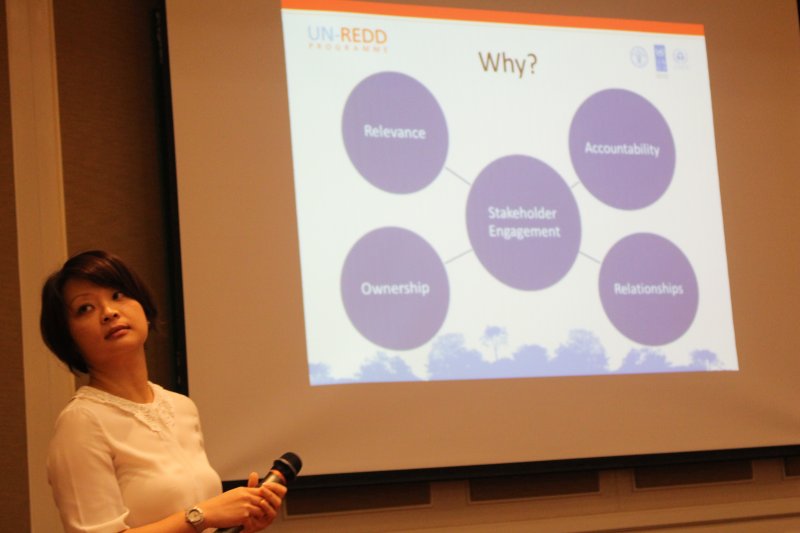 UN-REDD
PROGRAMME
Why?
Relevance
Accountability
Stakeholder
Engagement
Ownership
Relationships